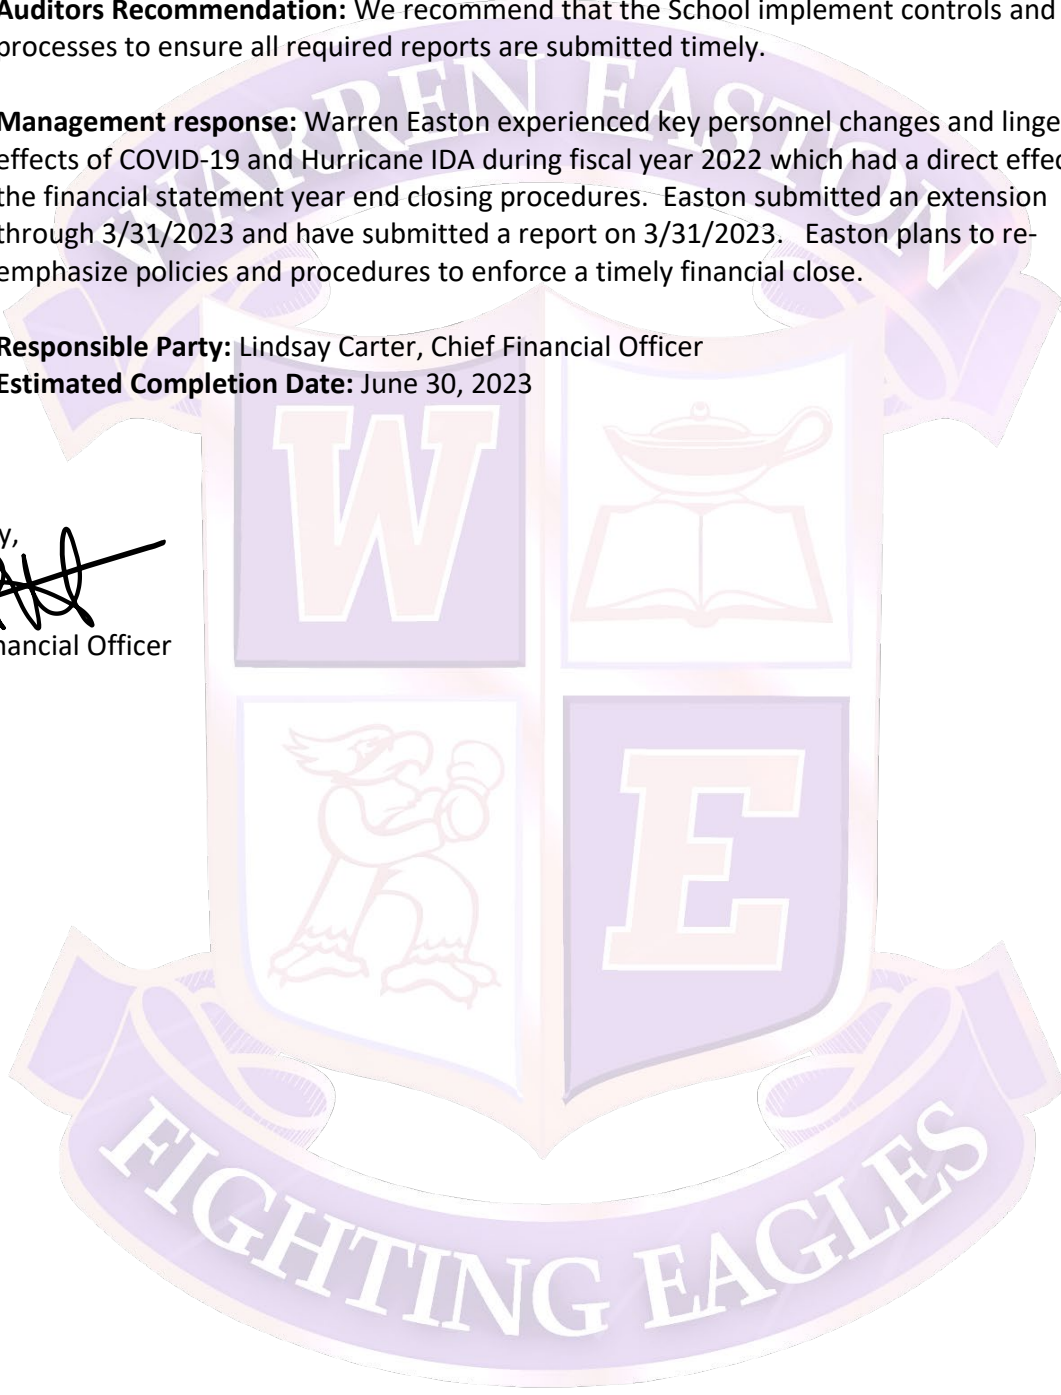 Auditors Recommendation: We recommend that the School implement controls and
processes to ensure all required reports are submitted timely.
Management response: Warren Easton experienced key personnel changes and linge
effects of COVID-19 and Hurricane IDA during fiscal year 2022 which had a direct effec
the financial statement year end closing procedures.  Easton submitted an extension
through 3/31/2023 and have submitted a report on 3/31/2023.   Easton plans to re-
emphasize policies and procedures to enforce a timely financial close.
Responsible Party: Lindsay Carter, Chief Financial Officer
Estimated Completion Date: June 30, 2023
y,
nancial Officer
WARREN EASTON
W
E
FIGHTING EAGLES